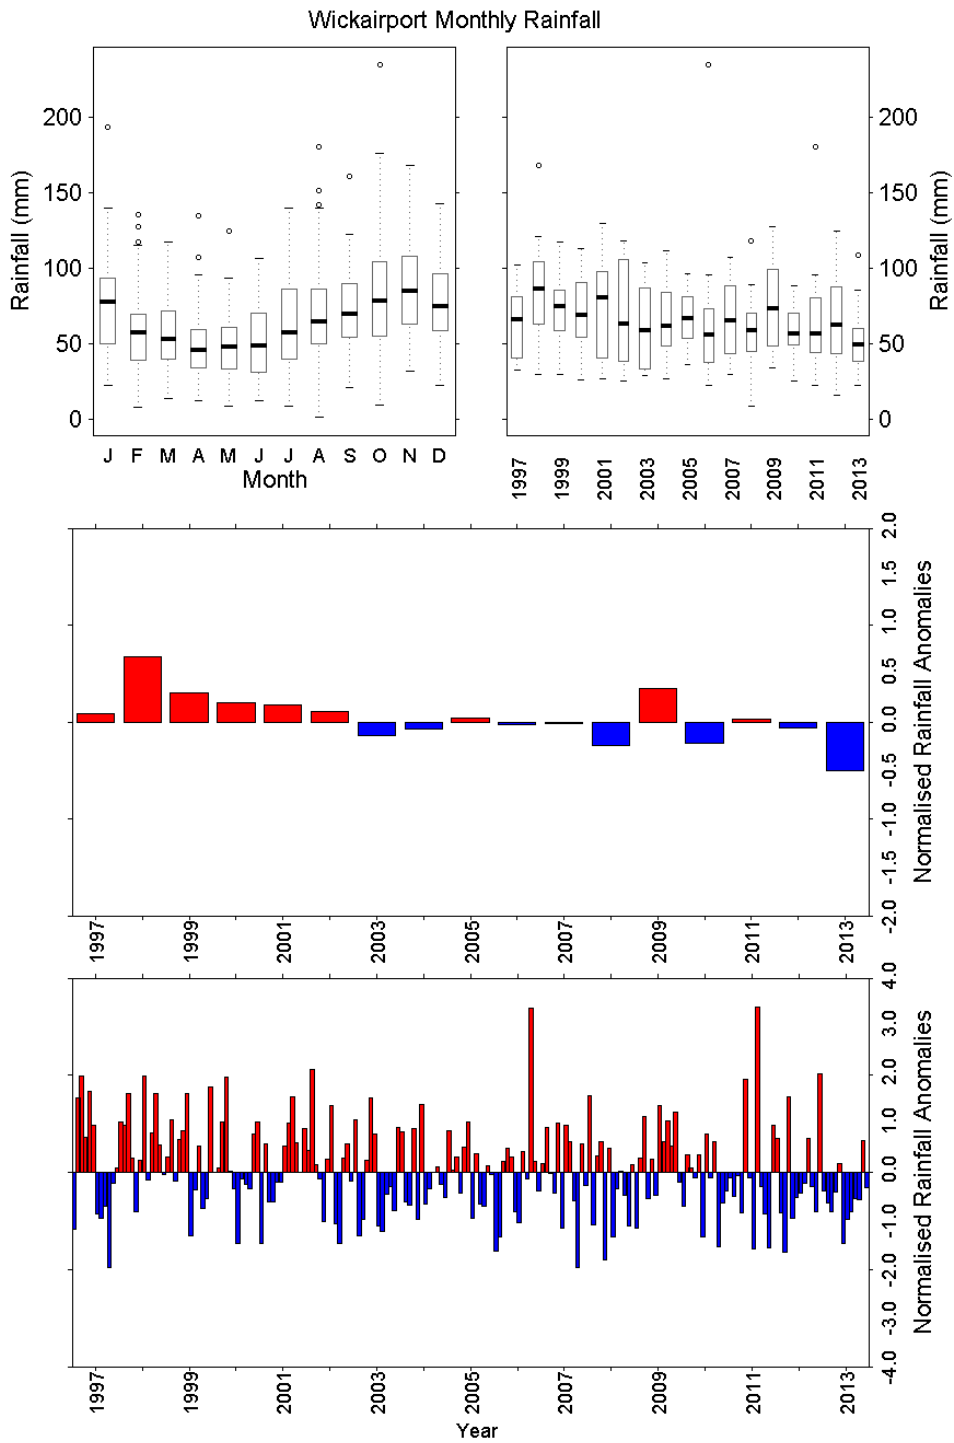 Wickairport Monthly Rainfall
Rainfall (mm)
200
150
100
50
0
J F M A M J J A S O N D
Month
200
150
100
50
0
Rainfall (mm)
1997 1999 2001 2003 2005 2007 2009 2011 2013
2.0
1.5
1.0
0.5
0.0
-0.5
-1.0
-1.5
-2.0
Normalised Rainfall Anomalies
1997 1999 2001 2003 2005 2007 2009 2011 2013
4.0
3.0
2.0
1.0
0.0
-1.0
-2.0
-3.0
-4.0
Normalised Rainfall Anomalies
1997 1999 2001 2003 2005 2007 2009 2011 2013
Year